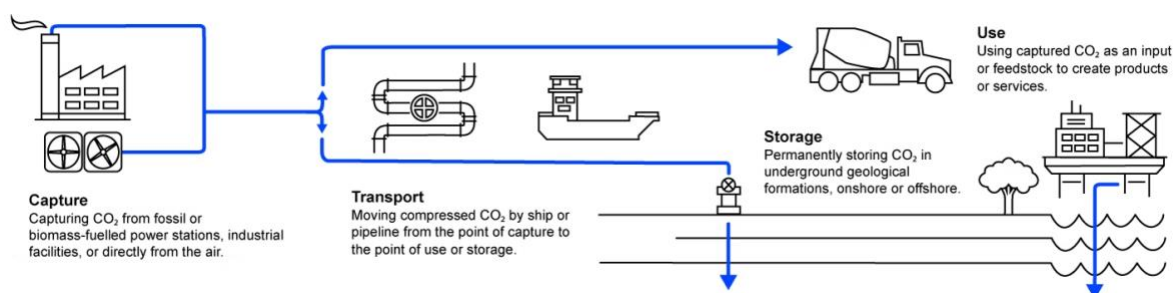 Capture
Capturing CO₂ from fossil or
biomass-fuelled power stations, industrial
facilities, or directly from the air.
Transport
Moving compressed CO₂ by ship or
pipeline from the point of capture to
the point of use or storage.
Use
Using captured CO₂ as an input
or feedstock to create products
or services.
Storage
Permanently storing CO₂ in
underground geological
formations, onshore or offshore.